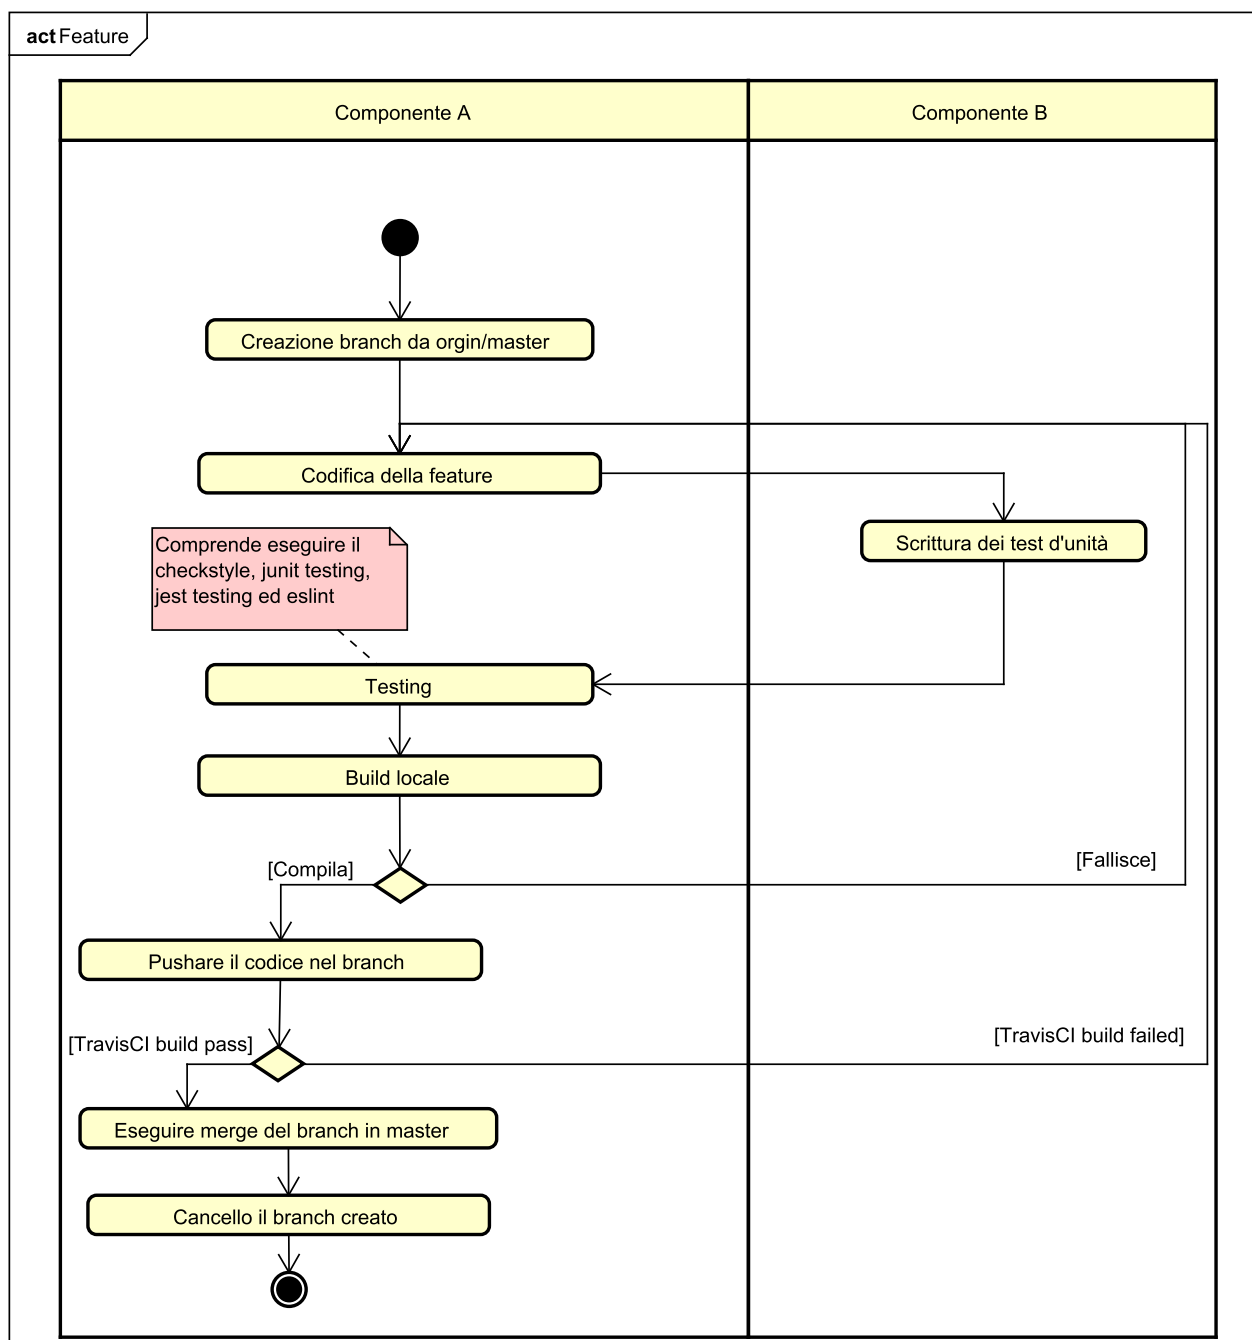 act Feature
Componente A
Componente B
Creazione branch da orgin/master
Codifica della feature
Scrittura dei test d'unità
Comprende eseguire il
checkstyle, junit testing,
jest testing ed eslint
Testing
Build locale
[Compila]
[Fallisce]
Pushare il codice nel branch
[TravisCI build pass]
[TravisCI build failed]
Eseguire merge del branch in master
Cancello il branch creato